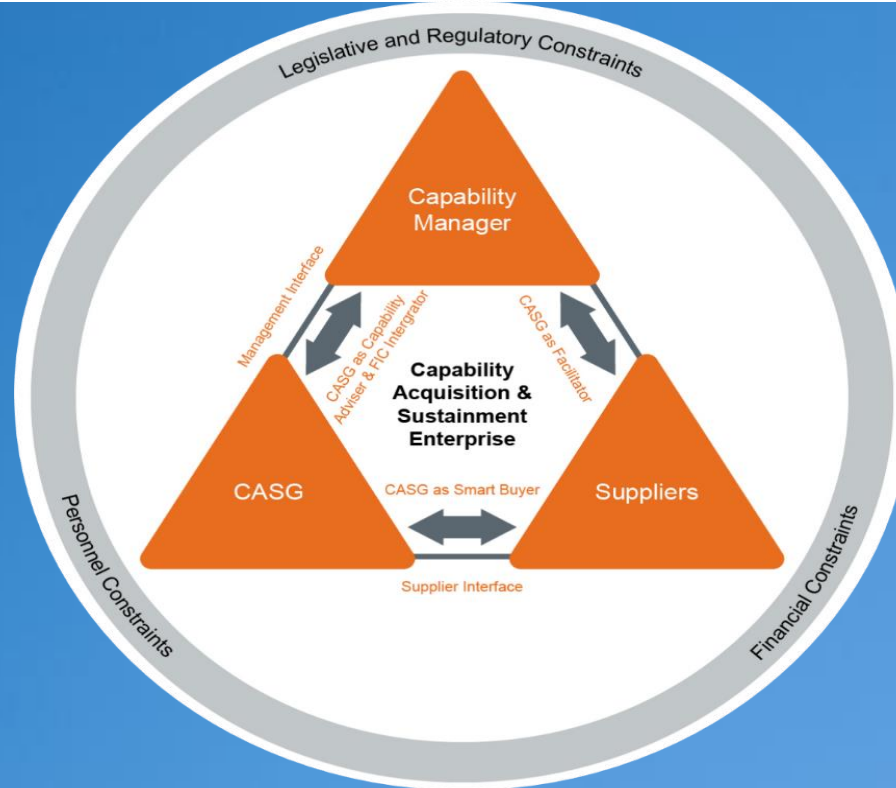 Legislative and Regulatory Constraints
Capability
Manager
Management Interface
CASG as Capability
Adviser & FIC Intergrator
CASG as Facilitator
Capability
Acquisition &
Sustainment
Enterprise
CASG
CASG as Smart Buyer
Suppliers
Supplier Interface
Personnel Constraints
Financial Constraints